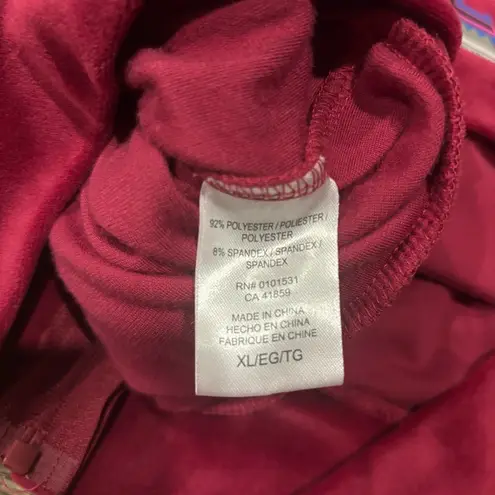 92% POLYESTER / POLIESTER /
POLYESTER
8% SPANDEX / SPANDEX /
SPANDEX
RN# 0101531
CA 41859
MADE IN CHINA
HECHO EN CHINA
FABRIQUÉ EN CHINE
XL/EG/TG